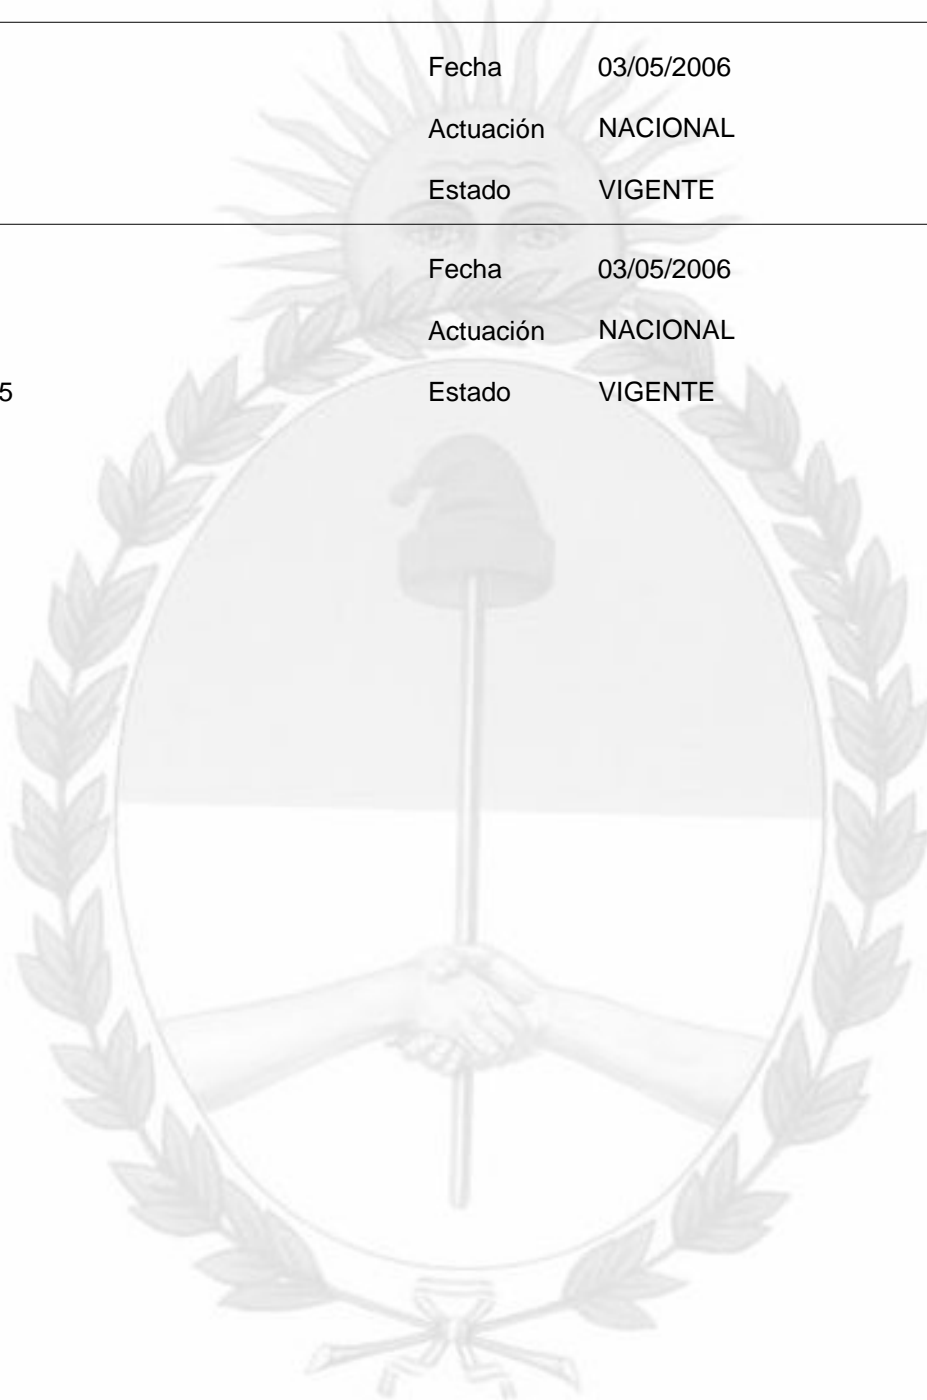 Fecha 03/05/2006
Actuación NACIONAL
Estado VIGENTE
Fecha 03/05/2006
Actuación NACIONAL
5 Estado VIGENTE